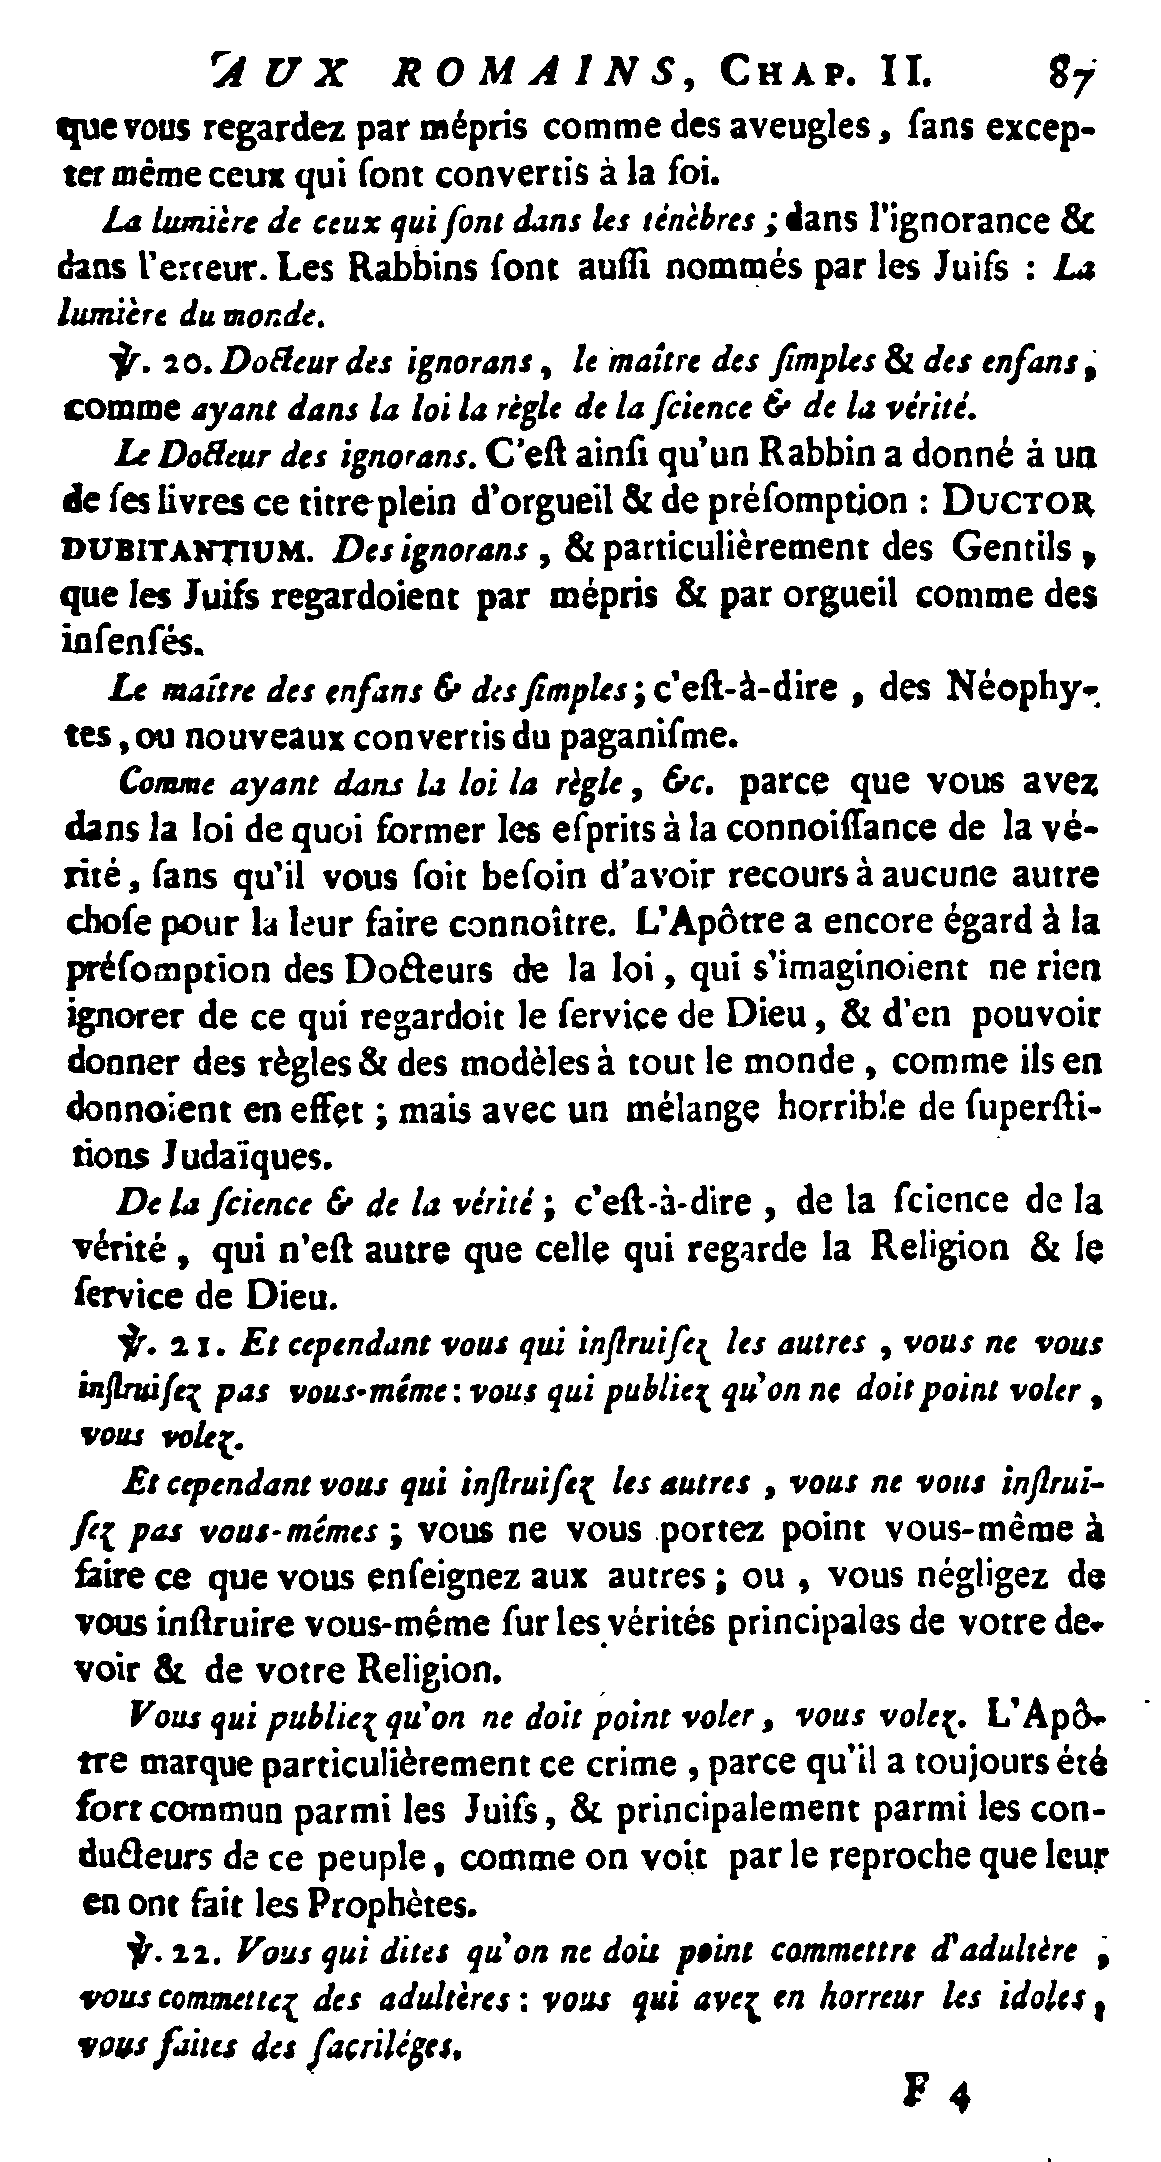 AUX ROMAINS, CHAP. II. 87
que vous regardez par mépris comme des aveugles, ſans excep-
ter même ceux qui ſont convertis à la foi.
La lumière de ceux qui ſont dans les ténèbres ; dans l'ignorance &
dans l'erreur. Les Rabbins ſont auſſi nommés par les Juifs : La
lumière du monde.
℣. 20. Docteur des ignorans, le maître des ſimples & des enfans,
comme ayant dans la loi la règle de la ſcience & de la vérité.
Le Docteur des ignorans. C'eſt ainſi qu'un Rabbin a donné à un
de ſes livres ce titre plein d'orgueil & de préſomption : DUCTOR
DUBITANTIUM. Des ignorans, & particulièrement des Gentils,
que les Juifs regardoient par mépris & par orgueil comme des
inſenſés.
Le maître des enfans & des ſimples ; c'eſt-à-dire, des Néophy-
tes, ou nouveaux convertis du paganiſme.
Comme ayant dans la loi la règle, &c. parce que vous avez
dans la loi de quoi former les eſprits à la connoiſſance de la vé-
rité, ſans qu'il vous ſoit beſoin d'avoir recours à aucune autre
choſe pour la leur faire connoître. L'Apôtre a encore égard à la
préſomption des Docteurs de la loi, qui s'imaginoient ne rien
ignorer de ce qui regardoit le ſervice de Dieu, & d'en pouvoir
donner des règles & des modèles à tout le monde, comme ils en
donnoient en effet ; mais avec un mélange horrible de ſuperſti-
tions Judaïques.
De la ſcience & de la vérité ; c'eſt-à-dire, de la ſcience de la
vérité, qui n'eſt autre que celle qui regarde la Religion & le
ſervice de Dieu.
℣. 21. Et cependant vous qui inſtruiſez les autres, vous ne vous
inſtruiſez pas vous-même : vous qui publiez qu'on ne doit point voler,
vous volez.
Et cependant vous qui inſtruiſez les autres, vous ne vous inſtrui-
ſez pas vous-mêmes ; vous ne vous portez point vous-même à
faire ce que vous enſeignez aux autres ; ou, vous négligez de
vous inſtruire vous-même ſur les vérités principales de votre de-
voir & de votre Religion.
Vous qui publiez qu'on ne doit point voler, vous volez. L'Apô-
tre marque particulièrement ce crime, parce qu'il a toujours été
fort commun parmi les Juifs, & principalement parmi les con-
ducteurs de ce peuple, comme on voit par le reproche que leur
en ont fait les Prophètes.
℣. 22. Vous qui dites qu'on ne doit point commettre d'adultère,
vous commettez des adultères : vous qui avez en horreur les idoles,
vous faites des ſacriléges.
F 4